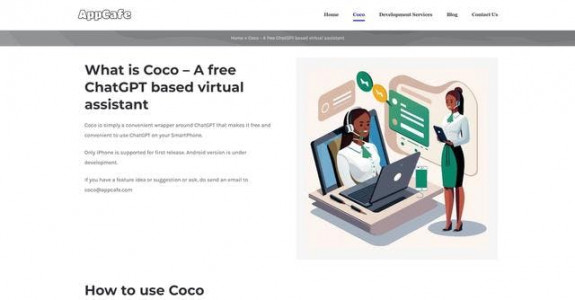 AppCafe
Home Coco Development Services Blog Contact Us
Home » Coco – A free ChatGPT based virtual assistant
What is Coco – A free
ChatGPT based virtual
assistant
Coco is simply a convenient wrapper around ChatGPT that makes it free and
convenient to use ChatGPT on your SmartPhone.
Only iPhone is supported for first release. Android version is under
development.
If you have a feature idea or suggestion or ask, do send an email to
coco@appcafe.com
How to use Coco